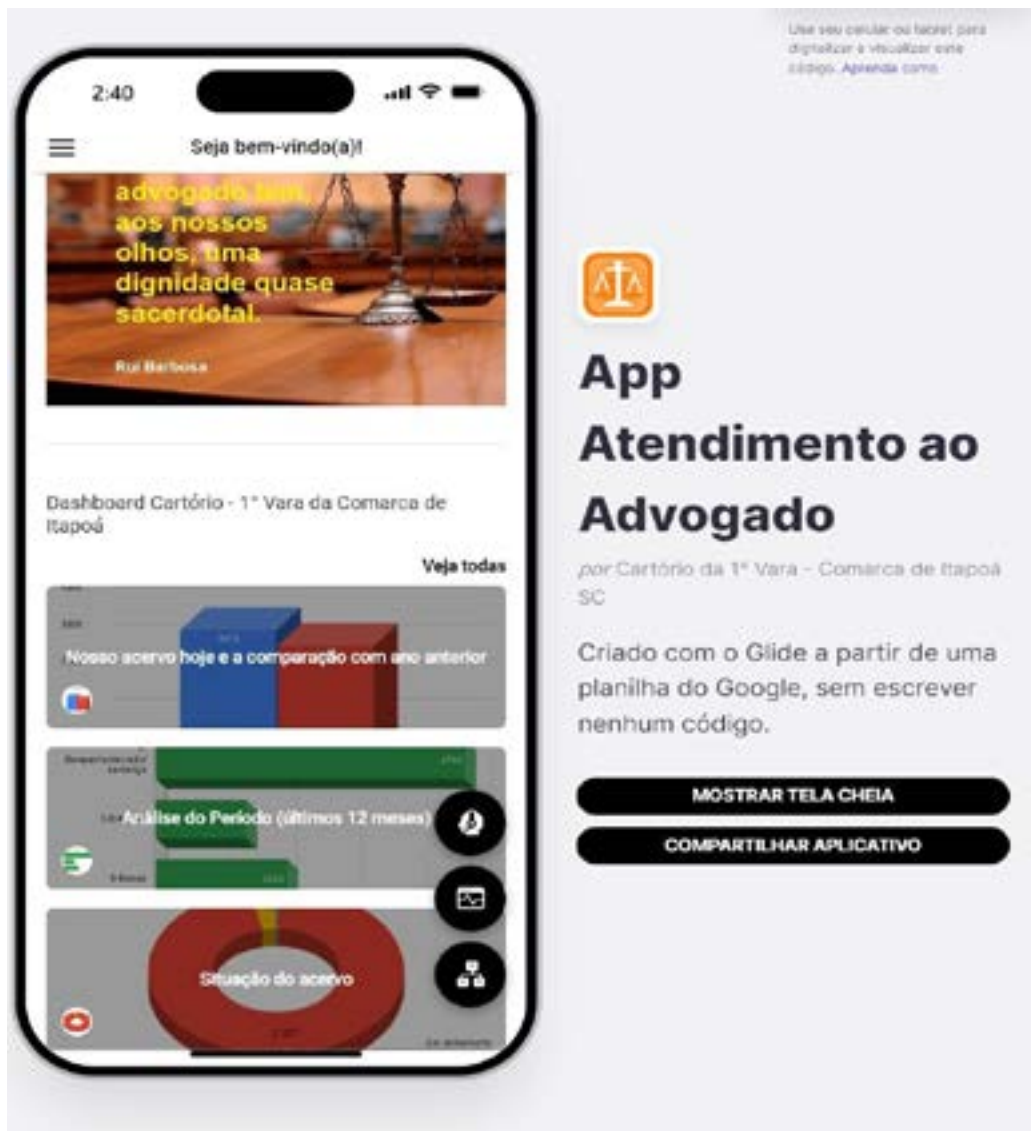 Use seu celular ou tablet para
digitalizar e visualizar este
código. Aprenda como
2:40
Seja bem-vindo(a)!
advogado tem,
aos nossos
olhos, uma
dignidade quase
sacerdotal.
Rui Barbosa
Dashboard Cartório - 1ª Vara da Comarca de
Itapoá
Veja todas
Nosso acervo hoje e a comparação com ano anterior
Análise do Período (últimos 12 meses)
Situação do acervo
App
Atendimento ao
Advogado
por Cartório da 1ª Vara - Comarca de Itapoá
SC
Criado com o Glide a partir de uma
planilha do Google, sem escrever
nenhum código.
MOSTRAR TELA CHEIA
COMPARTILHAR APLICATIVO